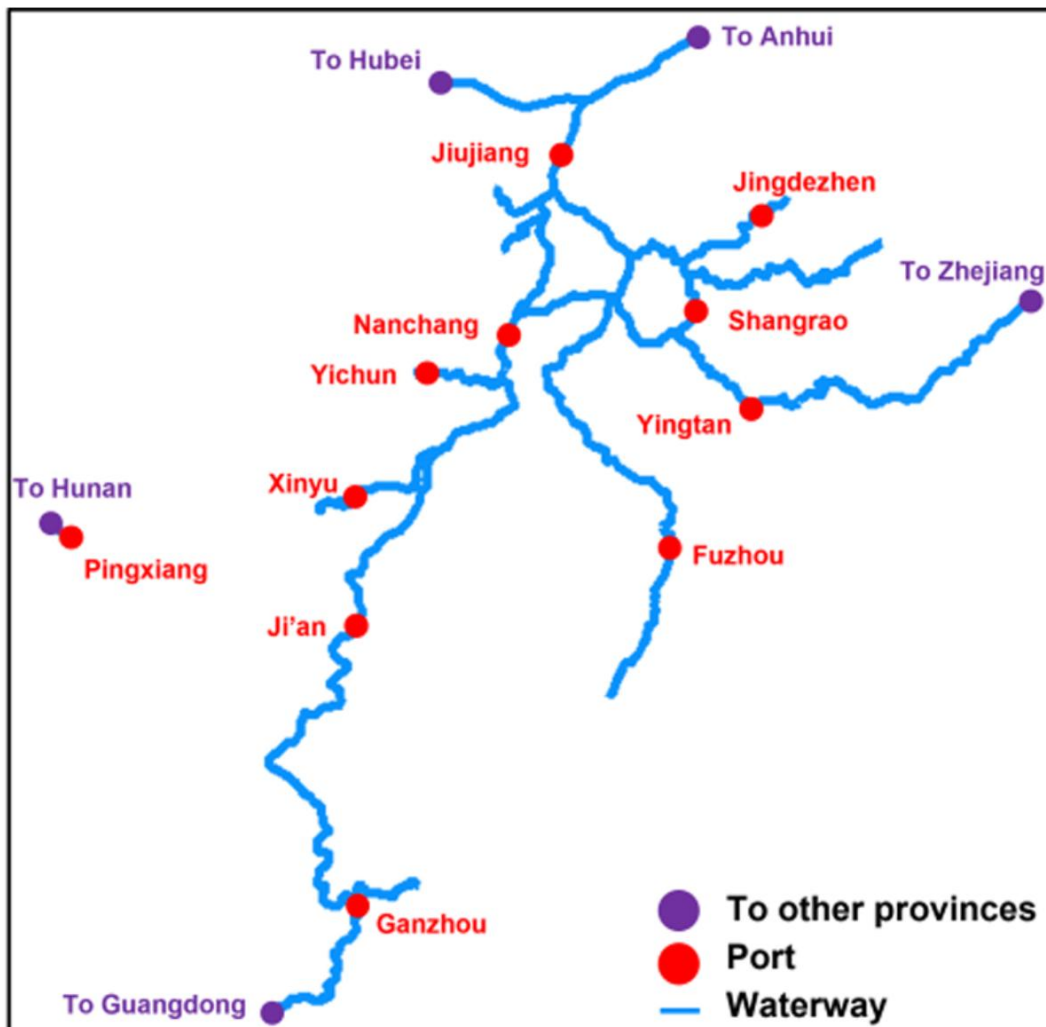 To Anhui
To Hubei
Jiujiang
Jingdezhen
To Zhejiang
Nanchang
Shangrao
Yichun
Yingtan
Xinyu
To Hunan
Fuzhou
Pingxiang
Ji’an
Ganzhou
To Guangdong
To other provinces
Port
Waterway